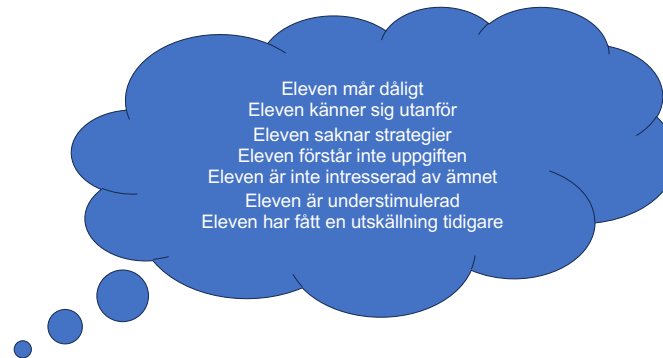 Eleven mår dåligt
Eleven känner sig utanför
Eleven saknar strategier
Eleven förstår inte uppgiften
Eleven är inte intresserad av ämnet
Eleven är understimulerad
Eleven har fått en utskällning tidigare